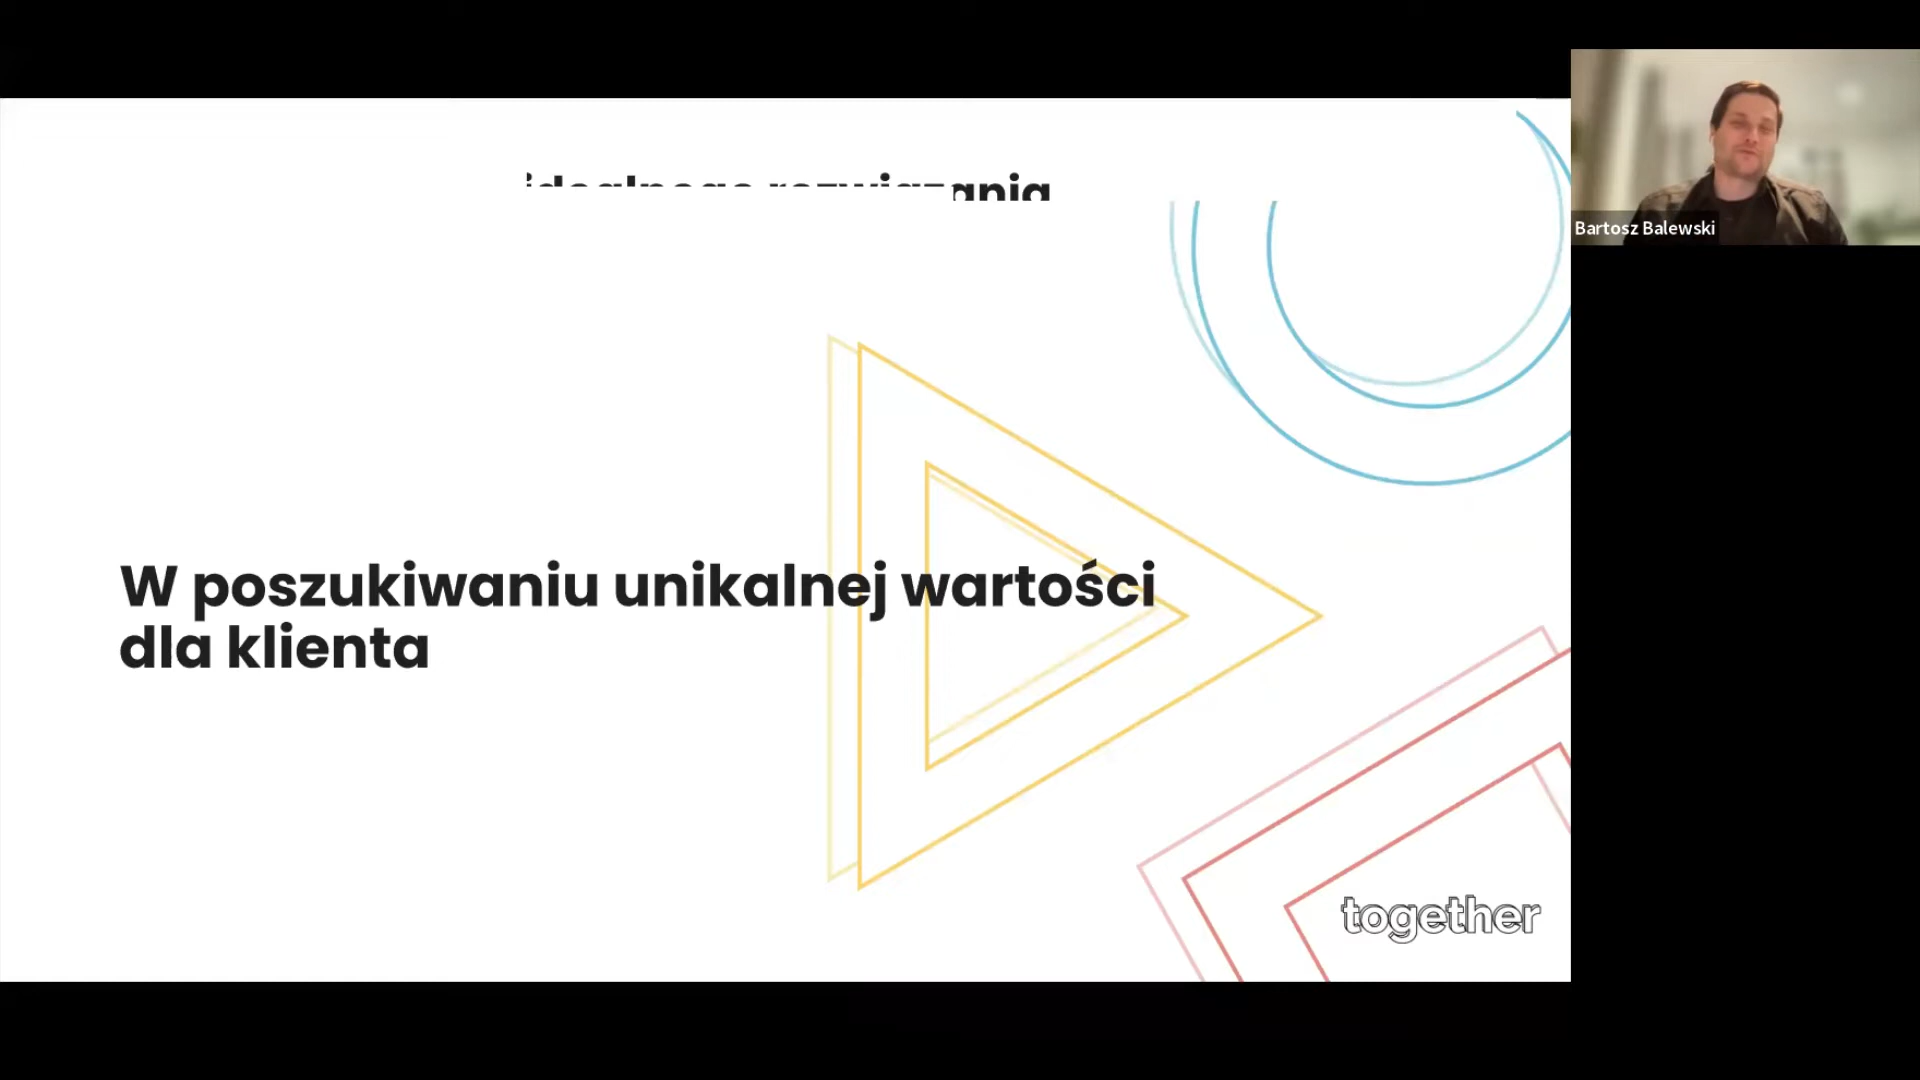 W poszukiwaniu unikalnej wartości
dla klienta
together
Bartosz Balewski